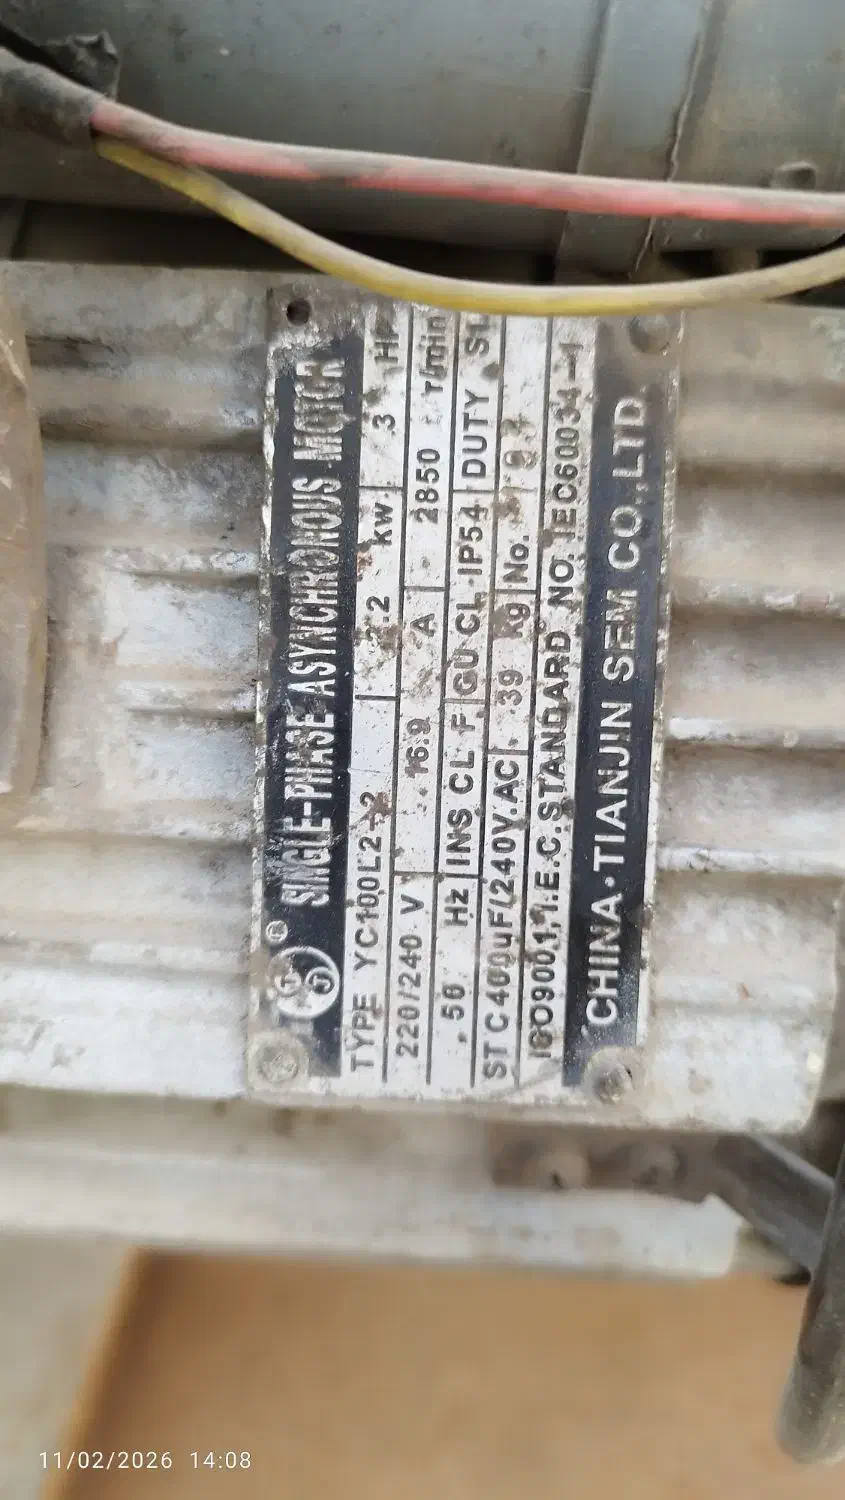 SINGLE-PHASE ASYNCHRONOUS MOTOR
TYPE YC100L2-2 2.2 kw. 3 HP
220/240 V 16.9 A 2850 r/min
50 Hz INS CL F GU CL IP54 DUTY S1
ST C400uF/240V.AC 39 kg No.
ISO9001, I.E.C.STANDARD NO. IEC60034-1
CHINA·TIANJIN SEM CO.,LTD.
11/02/2026 14:08